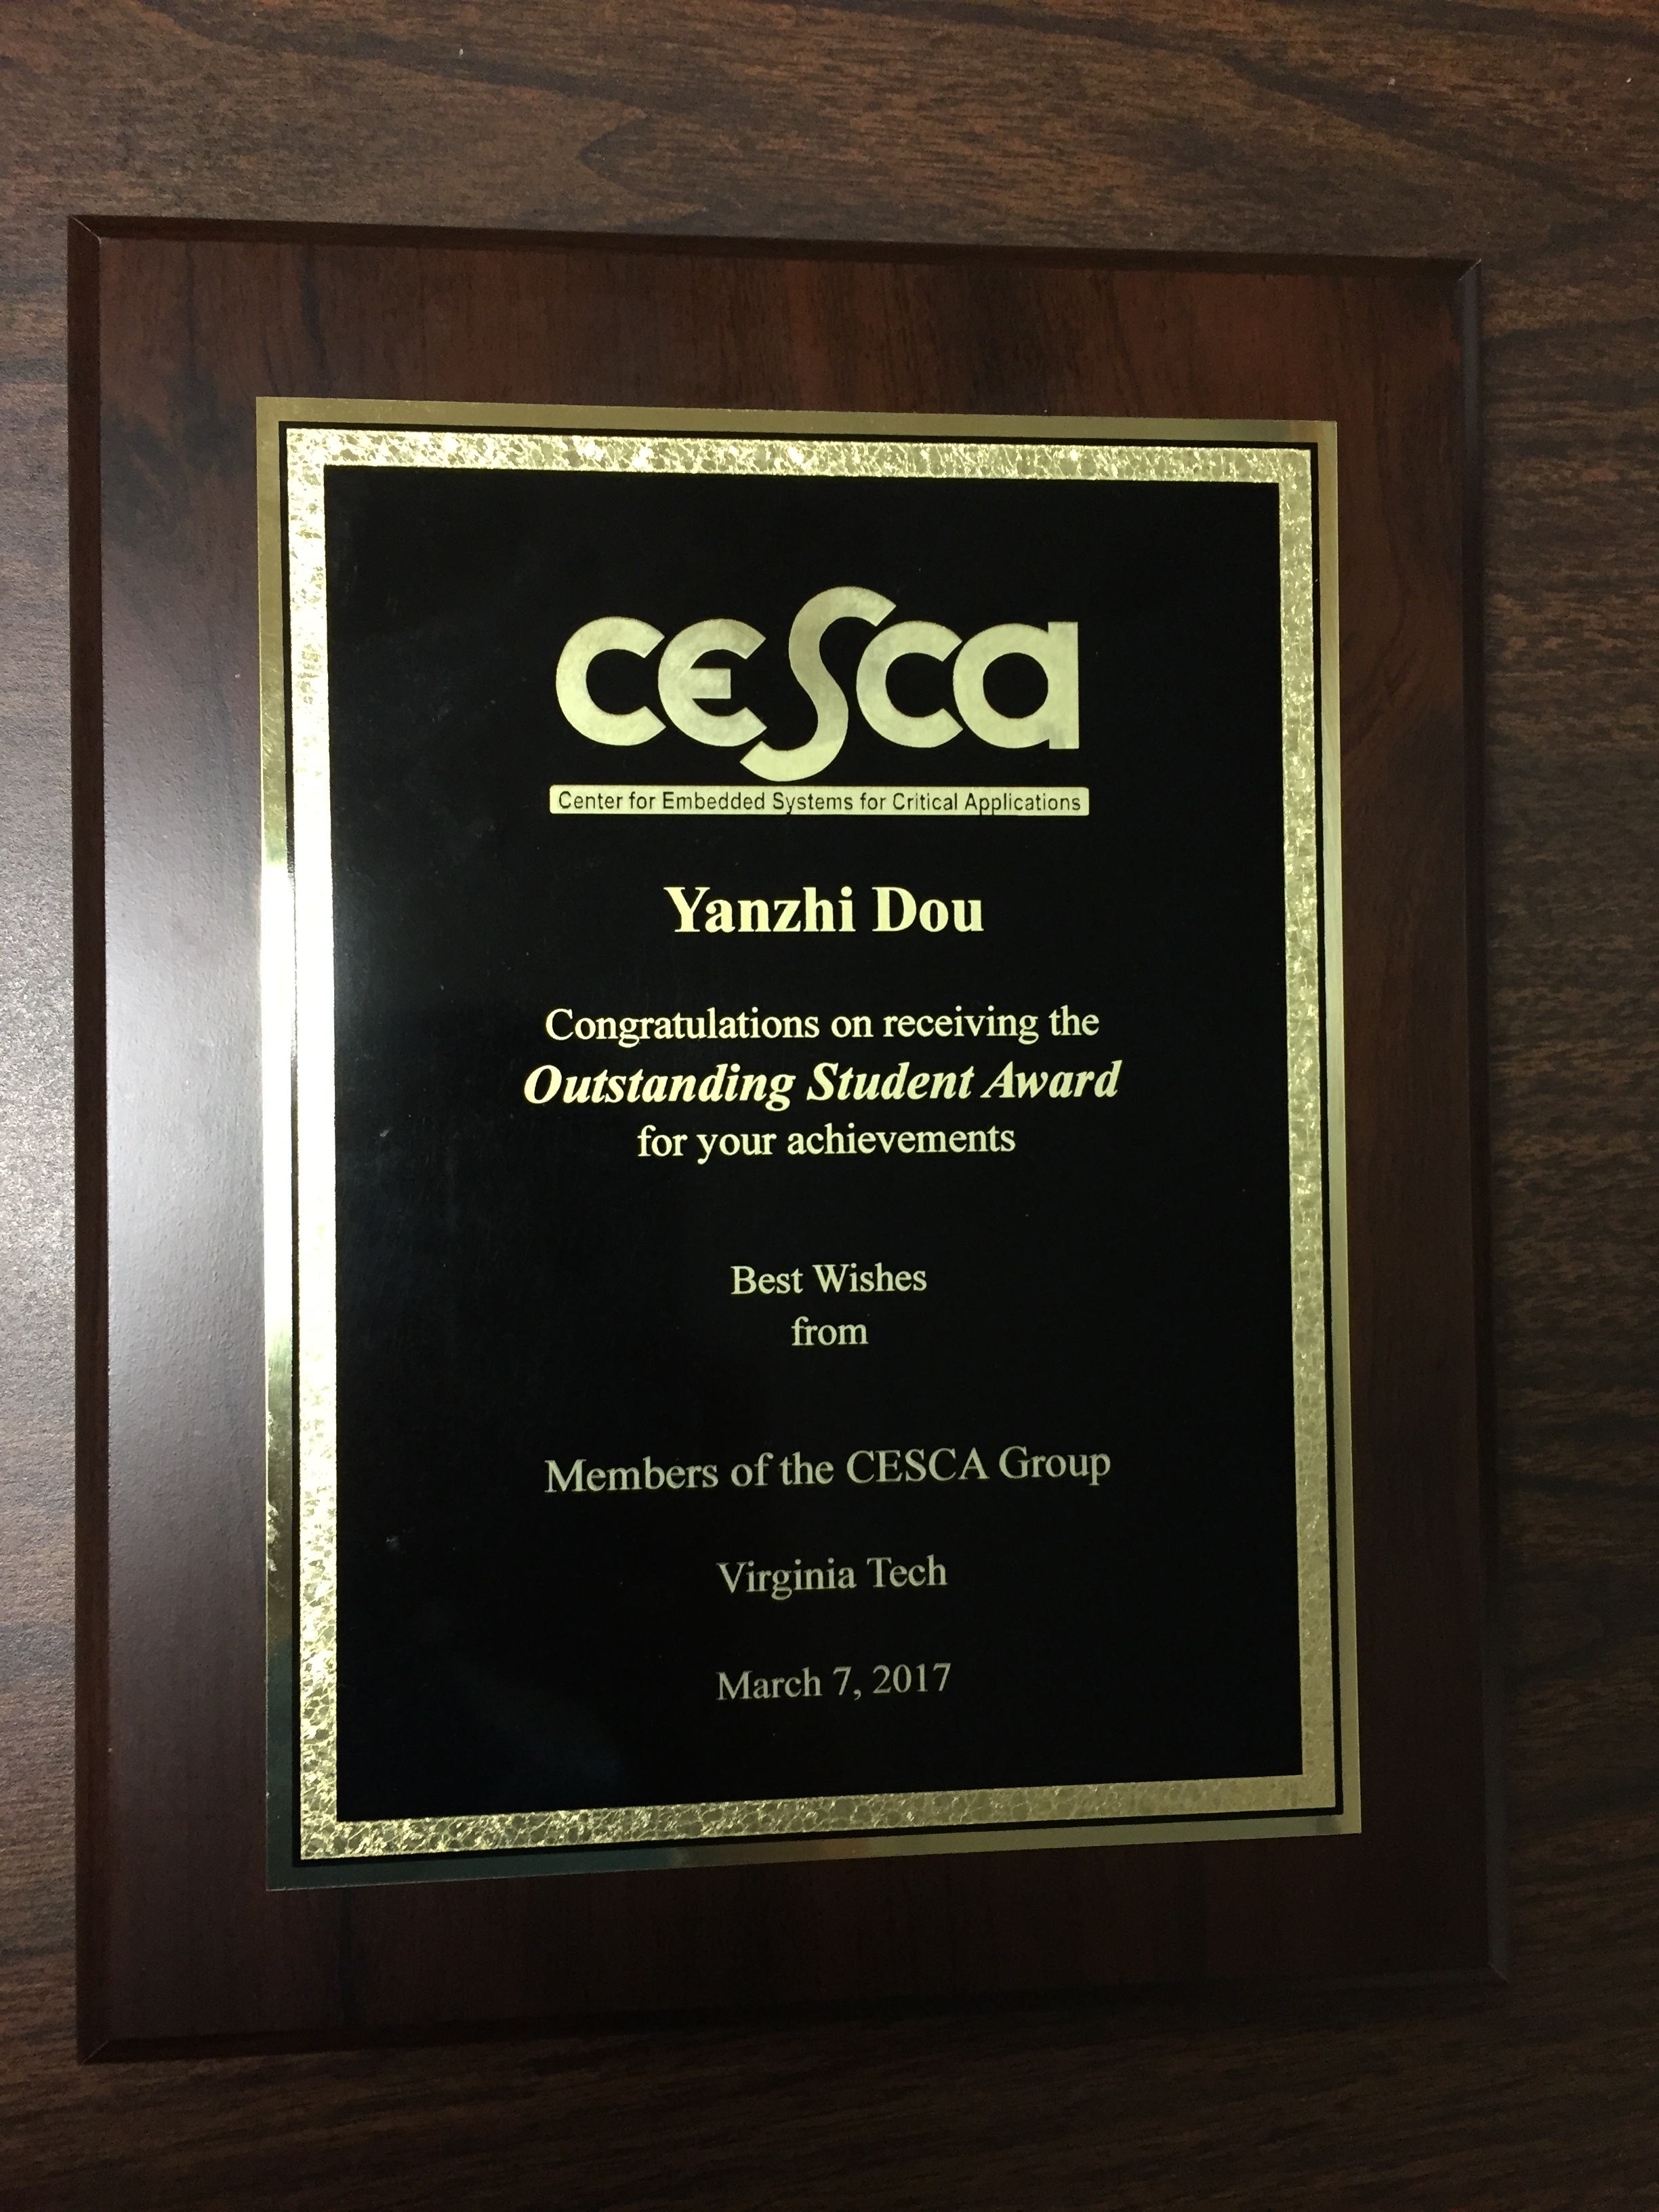 CESCA
Center for Embedded Systems for Critical Applications
Yanzhi Dou
Congratulations on receiving the
Outstanding Student Award
for your achievements
Best Wishes
from
Members of the CESCA Group
Virginia Tech
March 7, 2017